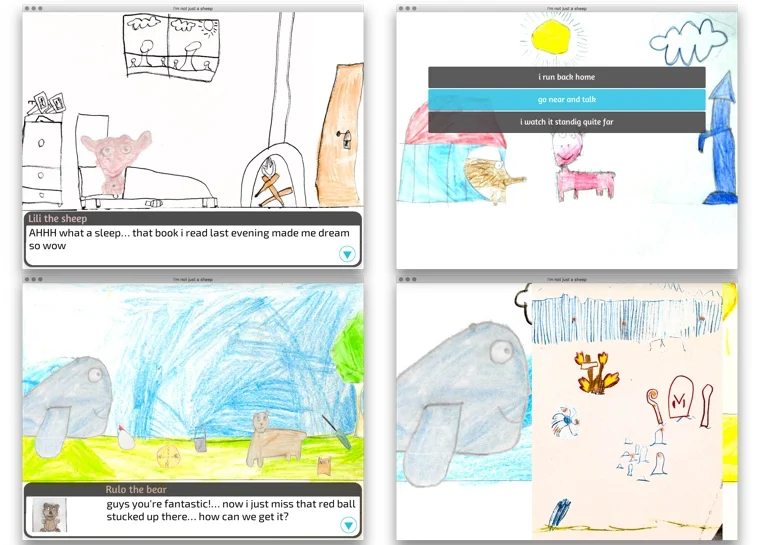 I'm not just a sheep
Lili the sheep
AHHH what a sleep... that book i read last evening made me dream
so wow
I'm not just a sheep
i run back home
go near and talk
i watch it standig quite far
I'm not just a sheep
Rulo the bear
guys you're fantastic!... now i just miss that red ball
stucked up there... how can we get it?
I'm not just a sheep
M